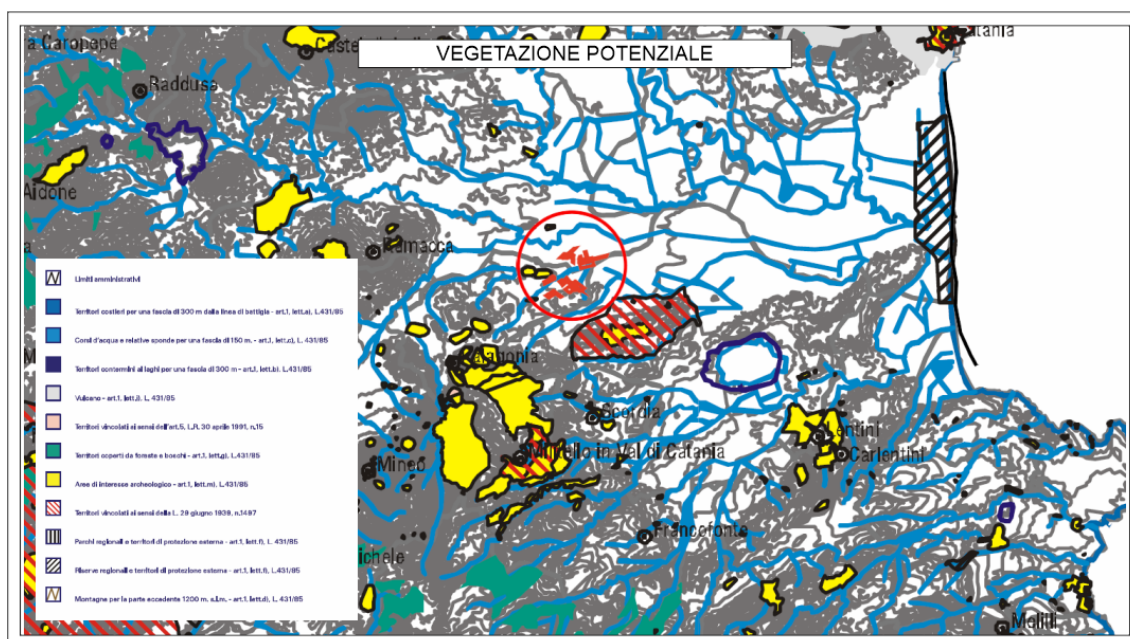 a Caropepe
Caste
VEGETAZIONE POTENZIALE
atania
Raddusa
Aidone
Ramacca
Limiti amministrativi
Territori costieri per una fascia di 300 m dalla linea di battigia - art.1, lett.a), L.431/85
Corsi d'acqua e relative sponde per una fascia di 150 m. - art.1, lett.c), L. 431/85
Territori contermini ai laghi per una fascia di 300 m - art.1, lett.b). L.431/85
Vulcano - art.1, lett.l). L. 431/85
Territori vincolati ai sensi dell'art.5, L.R. 30 aprile 1991, n.15
Territori coperti da foreste e boschi - art.1, lett.g), L.431/85
Aree di interesse archeologico - art.1, lett.m). L.431/85
Territori vincolati ai sensi della L. 29 giugno 1939, n.1497
Parchi regionali e territori di protezione esterna - art.1, lett.f), L. 431/85
Riserve regionali e territori di protezione esterna - art.1, lett.f), L.431/85
Montagne per la parte eccedente 1200 m. s.l.m. - art.1, lett.d), L. 431/85
agonia
Scordia
Lentini
Carlentini
Mineo
Militello in Val di Catania
Francofonte
ichele
Melilli